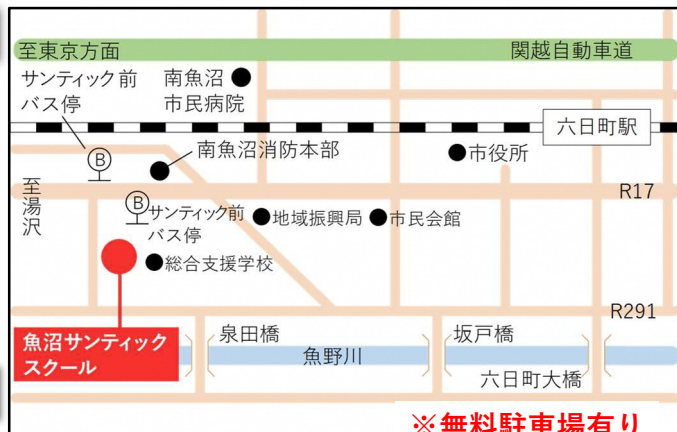 至東京方面
関越自動車道
サンティック前
バス停
南魚沼
市民病院
六日町駅
B
南魚沼消防本部
市役所
至湯沢
R17
B
サンティック前
バス停
地域振興局
市民会館
総合支援学校
R291
魚沼サンティック
スクール
泉田橋
坂戸橋
魚野川
六日町大橋
※無料駐車場有り